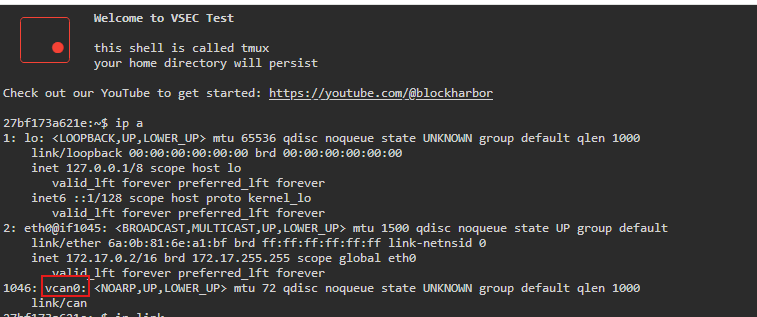 Welcome to VSEC Test
this shell is called tmux
your home directory will persist
Check out our YouTube to get started: https://youtube.com/@blockharbor
27bf173a621e:~$ ip a
1: lo: <LOOPBACK,UP,LOWER_UP> mtu 65536 qdisc noqueue state UNKNOWN group default qlen 1000
    link/loopback 00:00:00:00:00:00 brd 00:00:00:00:00:00
    inet 127.0.0.1/8 scope host lo
       valid_lft forever preferred_lft forever
    inet6 ::1/128 scope host proto kernel_lo
       valid_lft forever preferred_lft forever
2: eth0@if1045: <BROADCAST,MULTICAST,UP,LOWER_UP> mtu 1500 qdisc noqueue state UP group default
    link/ether 6a:0b:81:6e:a1:bf brd ff:ff:ff:ff:ff:ff link-netnsid 0
    inet 172.17.0.2/16 brd 172.17.255.255 scope global eth0
       valid_lft forever preferred_lft forever
1046: vcan0: <NOARP,UP,LOWER_UP> mtu 72 qdisc noqueue state UNKNOWN group default qlen 1000
    link/can
27bf173a621e:~$ ip link